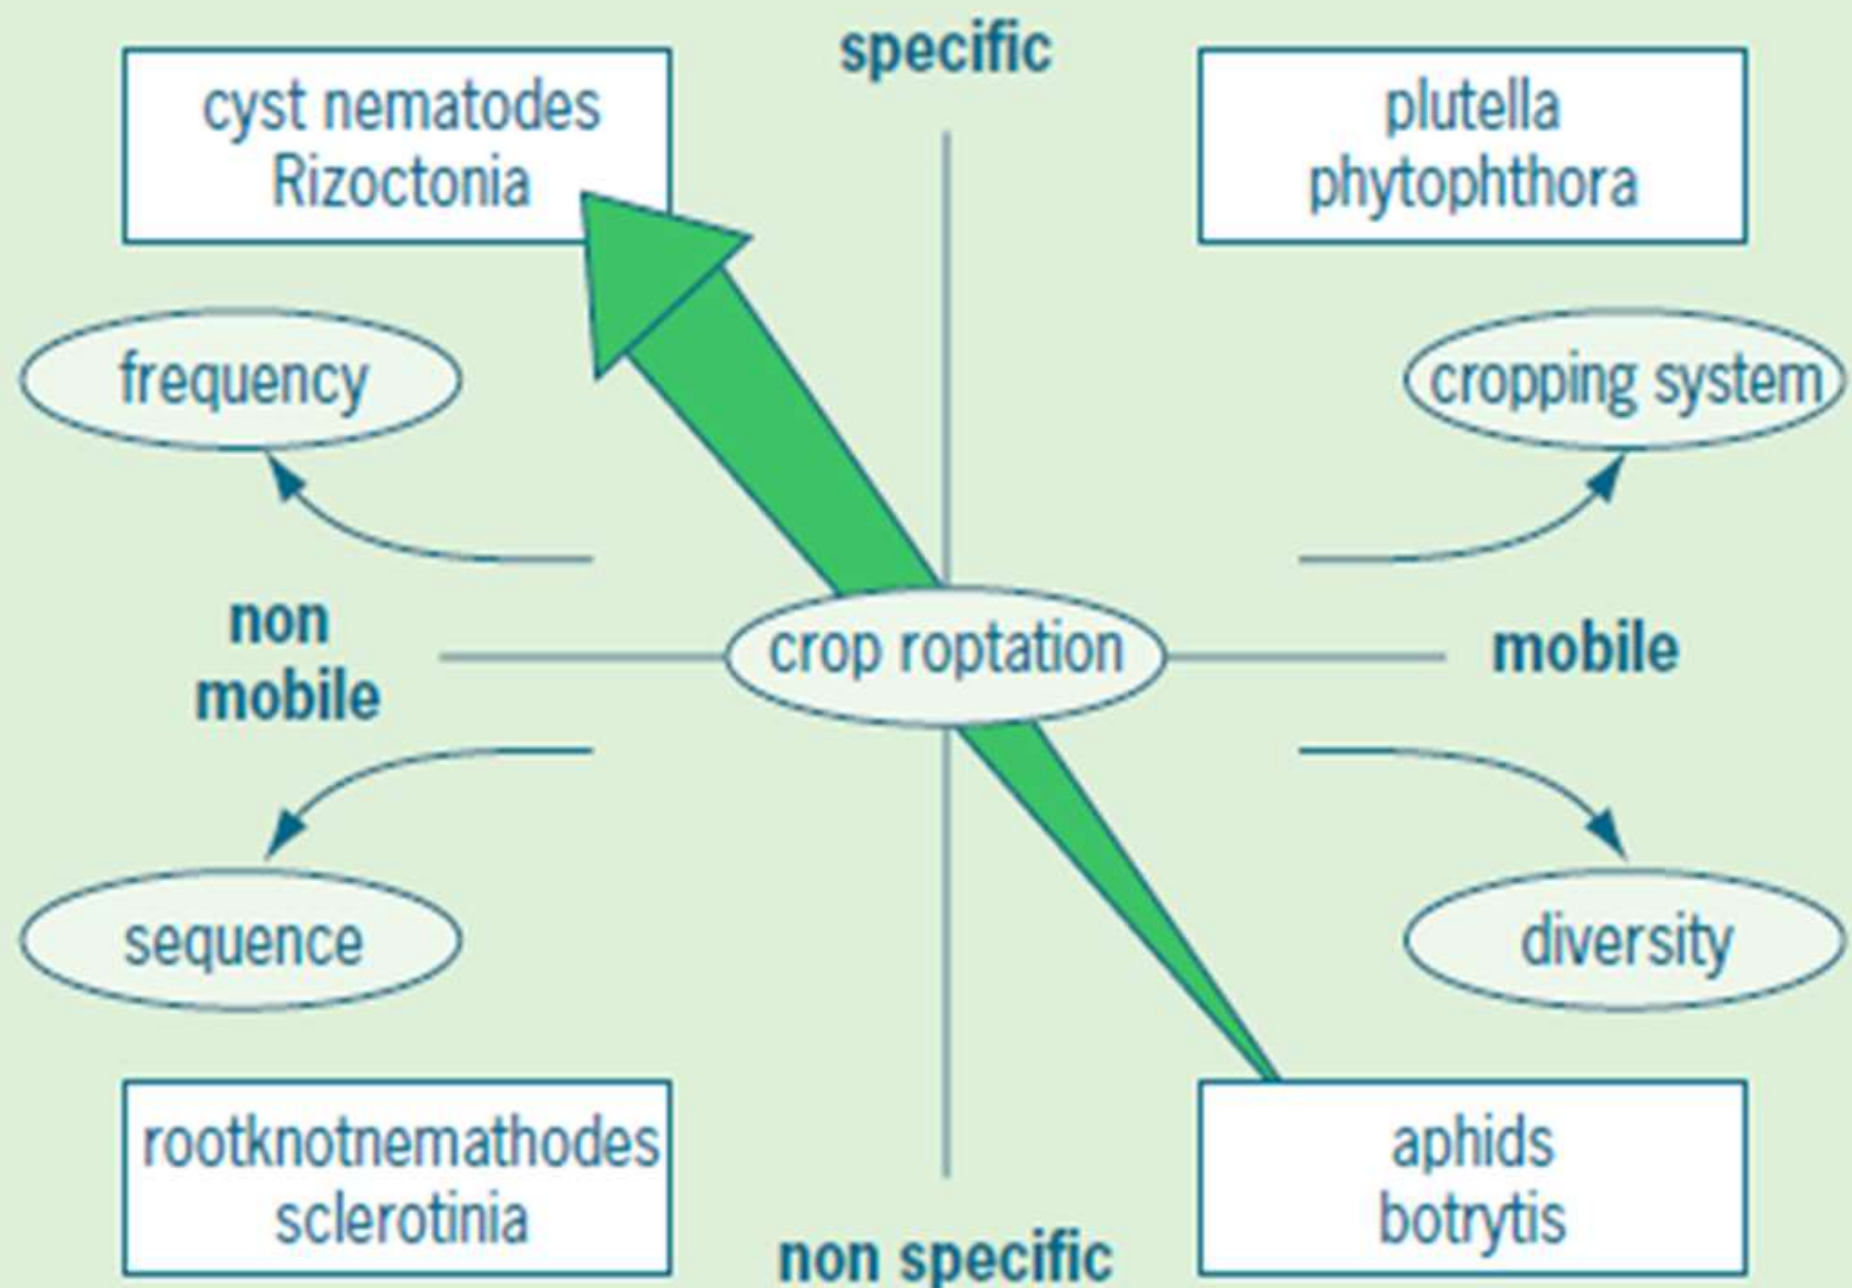 specific
cyst nematodes
Rizoctonia
plutella
phytophthora
frequency
cropping system
non
mobile
crop roptation
mobile
sequence
diversity
rootknotnemathodes
sclerotinia
aphids
botrytis
non specific